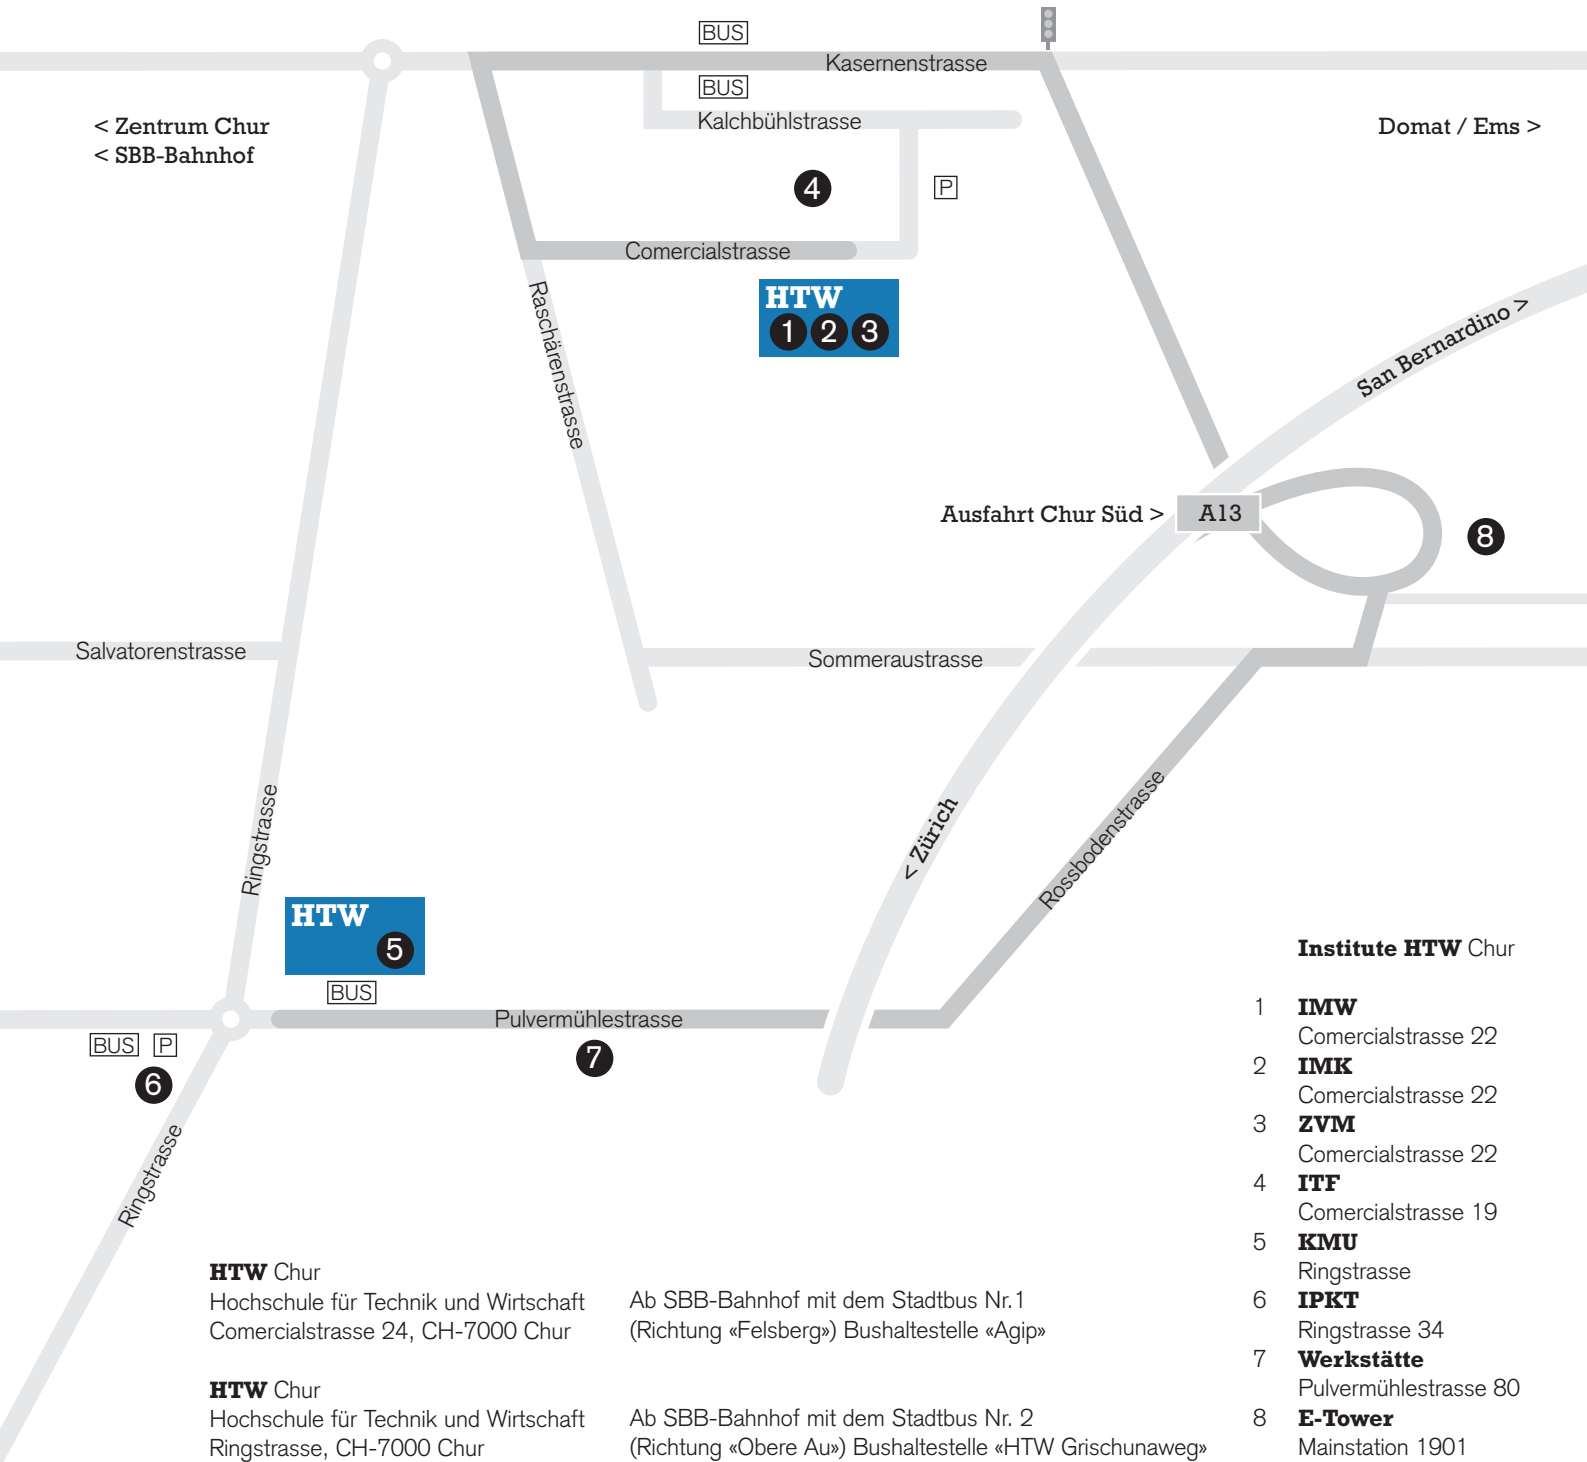 BUS
Kasernenstrasse
BUS
Kalchbühlstrasse
< Zentrum Chur
< SBB-Bahnhof
Domat / Ems >
4
P
Comercialstrasse
HTW
1 2 3
Raschärenstrasse
San Bernardino >
Ausfahrt Chur Süd >
A13
8
Salvatorenstrasse
Sommeraustrasse
Ringstrasse
< Zürich
Rossbodenstrasse
HTW
5
BUS
Pulvermühlestrasse
BUS P
7
6
Ringstrasse
Institute HTW Chur
1 IMW
Comercialstrasse 22
2 IMK
Comercialstrasse 22
3 ZVM
Comercialstrasse 22
4 ITF
Comercialstrasse 19
5 KMU
Ringstrasse
6 IPKT
Ringstrasse 34
7 Werkstätte
Pulvermühlestrasse 80
8 E-Tower
Mainstation 1901
HTW Chur
Hochschule für Technik und Wirtschaft
Comercialstrasse 24, CH-7000 Chur
Ab SBB-Bahnhof mit dem Stadtbus Nr.1
(Richtung «Felsberg») Bushaltestelle «Agip»
HTW Chur
Hochschule für Technik und Wirtschaft
Ringstrasse, CH-7000 Chur
Ab SBB-Bahnhof mit dem Stadtbus Nr. 2
(Richtung «Obere Au») Bushaltestelle «HTW Grischunaweg»